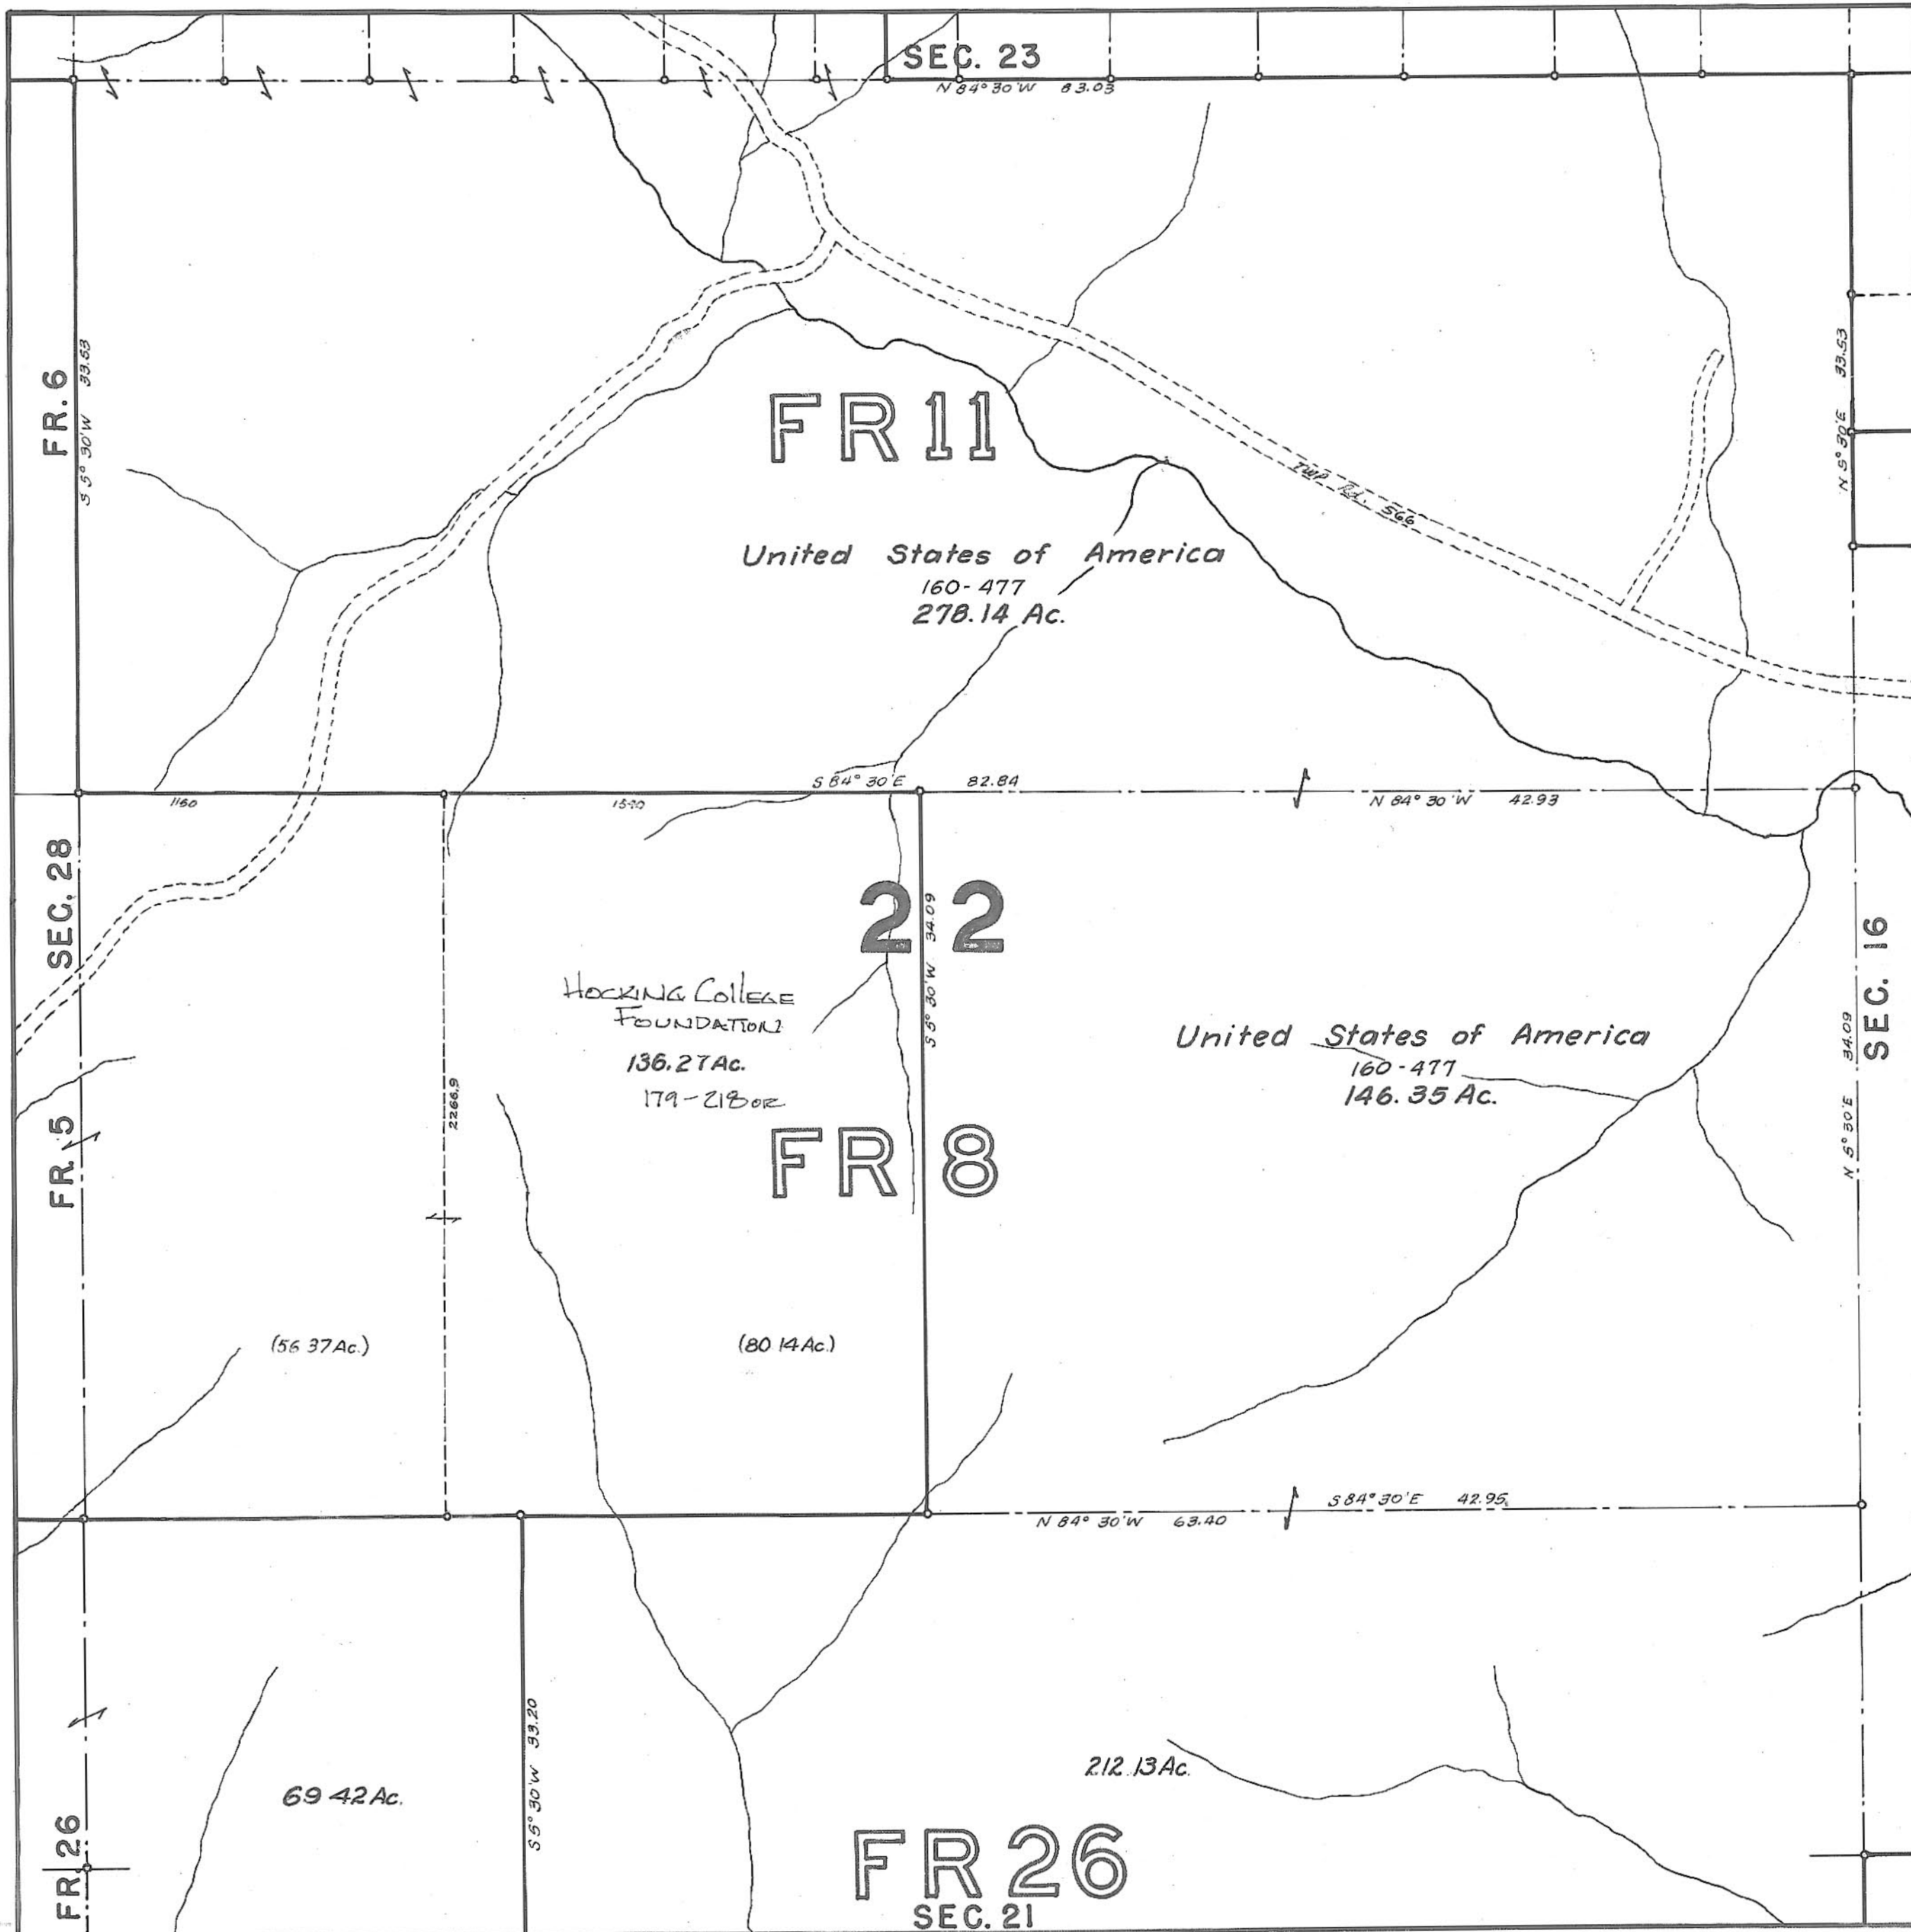 SEC. 23
N 84° 30'W 83.03
FR. 6
S 5° 30'W 33.53
N 5° 30'E 33.53
FR 11
TWP Rd. 566
United States of America
160-477
278.14 Ac.
S 84° 30'E 82.84
N 84° 30'W 42.93
1160
SEC. 28
22
S 5° 30'W 34.09
SEC. 16
N 5° 30'E 34.09
HOCKING COLLEGE
FOUNDATION
136.27 Ac.
179-218 OR
United States of America
160-477
146.35 Ac.
2266.9
FR. 5
FR 8
(56 37 Ac.)
(80 14 Ac.)
S 84° 30'E 42.95
N 84° 30'W 63.40
S 5° 30'W 33.20
69 42 Ac.
212.13 Ac.
FR. 26
FR 26
SEC. 21